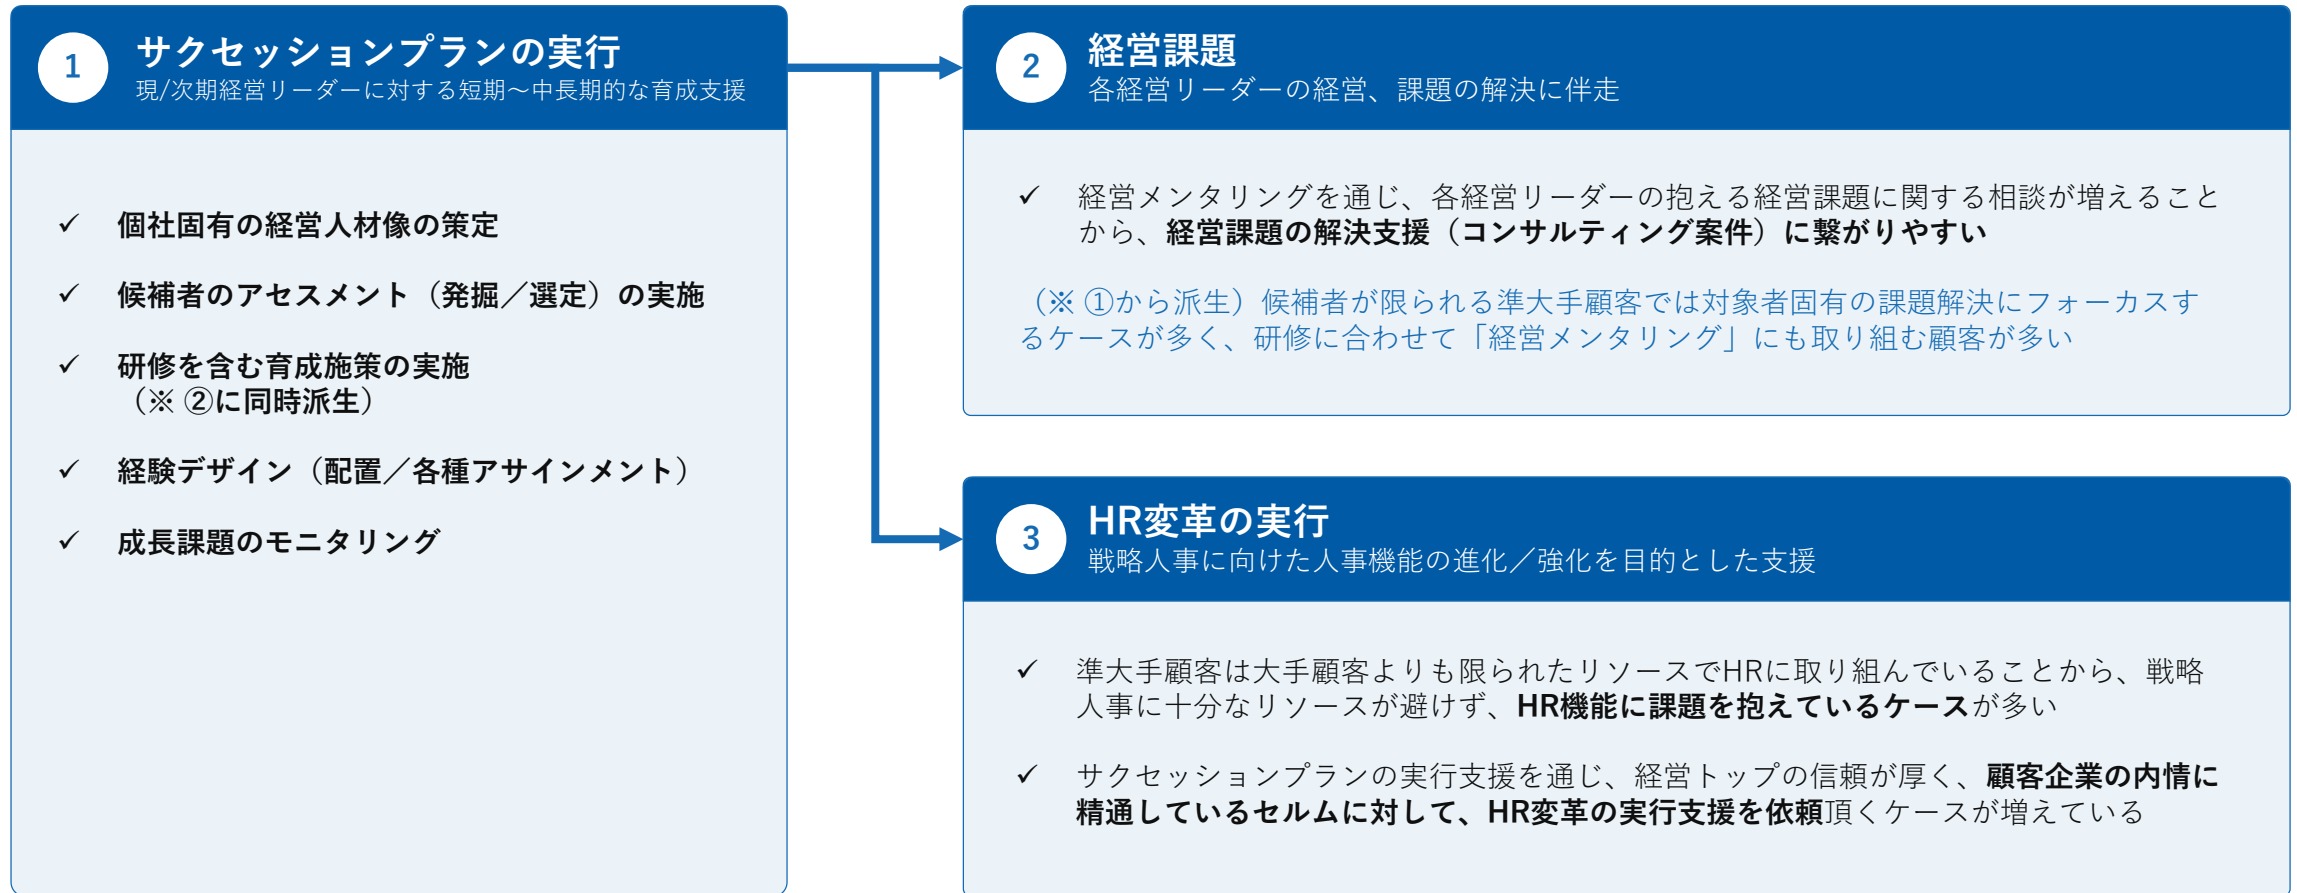 1
サクセッションプランの実行
現/次期経営リーダーに対する短期～中長期的な育成支援
✓ 個社固有の経営人材像の策定
✓ 候補者のアセスメント（発掘／選定）の実施
✓ 研修を含む育成施策の実施
（※ ②に同時派生）
✓ 経験デザイン（配置／各種アサインメント）
✓ 成長課題のモニタリング
2
経営課題
各経営リーダーの経営、課題の解決に伴走
✓ 経営メンタリングを通じ、各経営リーダーの抱える経営課題に関する相談が増えること
から、経営課題の解決支援（コンサルティング案件）に繋がりやすい
（※ ①から派生）候補者が限られる準大手顧客では対象者固有の課題解決にフォーカスす
るケースが多く、研修に合わせて「経営メンタリング」にも取り組む顧客が多い
3
HR変革の実行
戦略人事に向けた人事機能の進化／強化を目的とした支援
✓ 準大手顧客は大手顧客よりも限られたリソースでHRに取り組んでいることから、戦略
人事に十分なリソースが避けず、HR機能に課題を抱えているケースが多い
✓ サクセッションプランの実行支援を通じ、経営トップの信頼が厚く、顧客企業の内情に
精通しているセルムに対して、HR変革の実行支援を依頼頂くケースが増えている